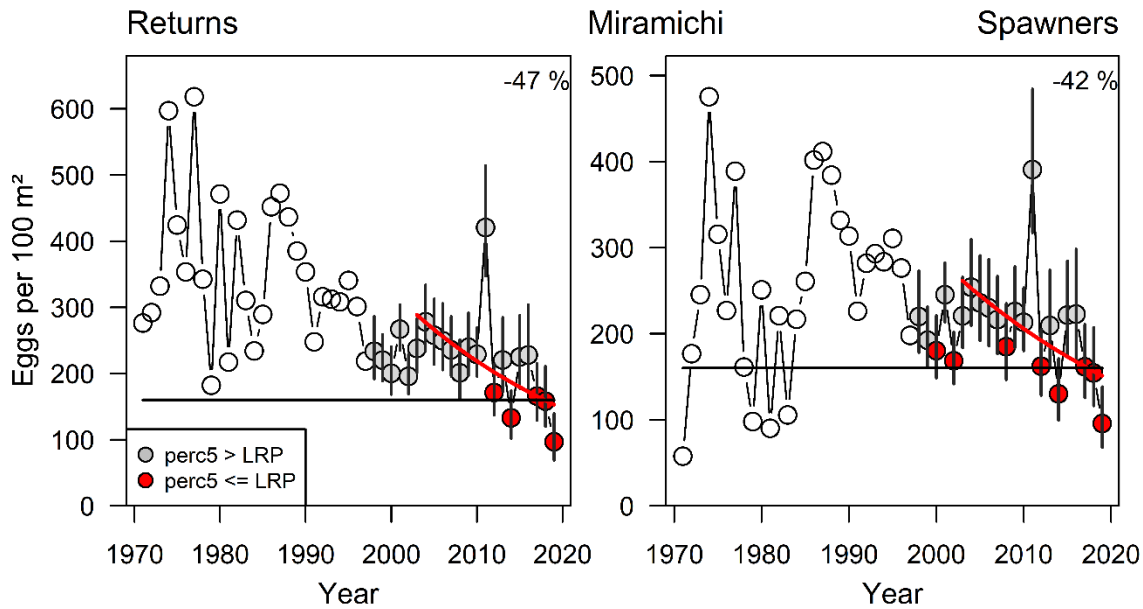 Returns
Miramichi
Spawners
Eggs per 100 m²
-47 %
600
500
400
300
200
100
0
perc5 > LRP
perc5 <= LRP
1970 1980 1990 2000 2010 2020
Year
-42 %
500
400
300
200
100
0
1970 1980 1990 2000 2010 2020
Year